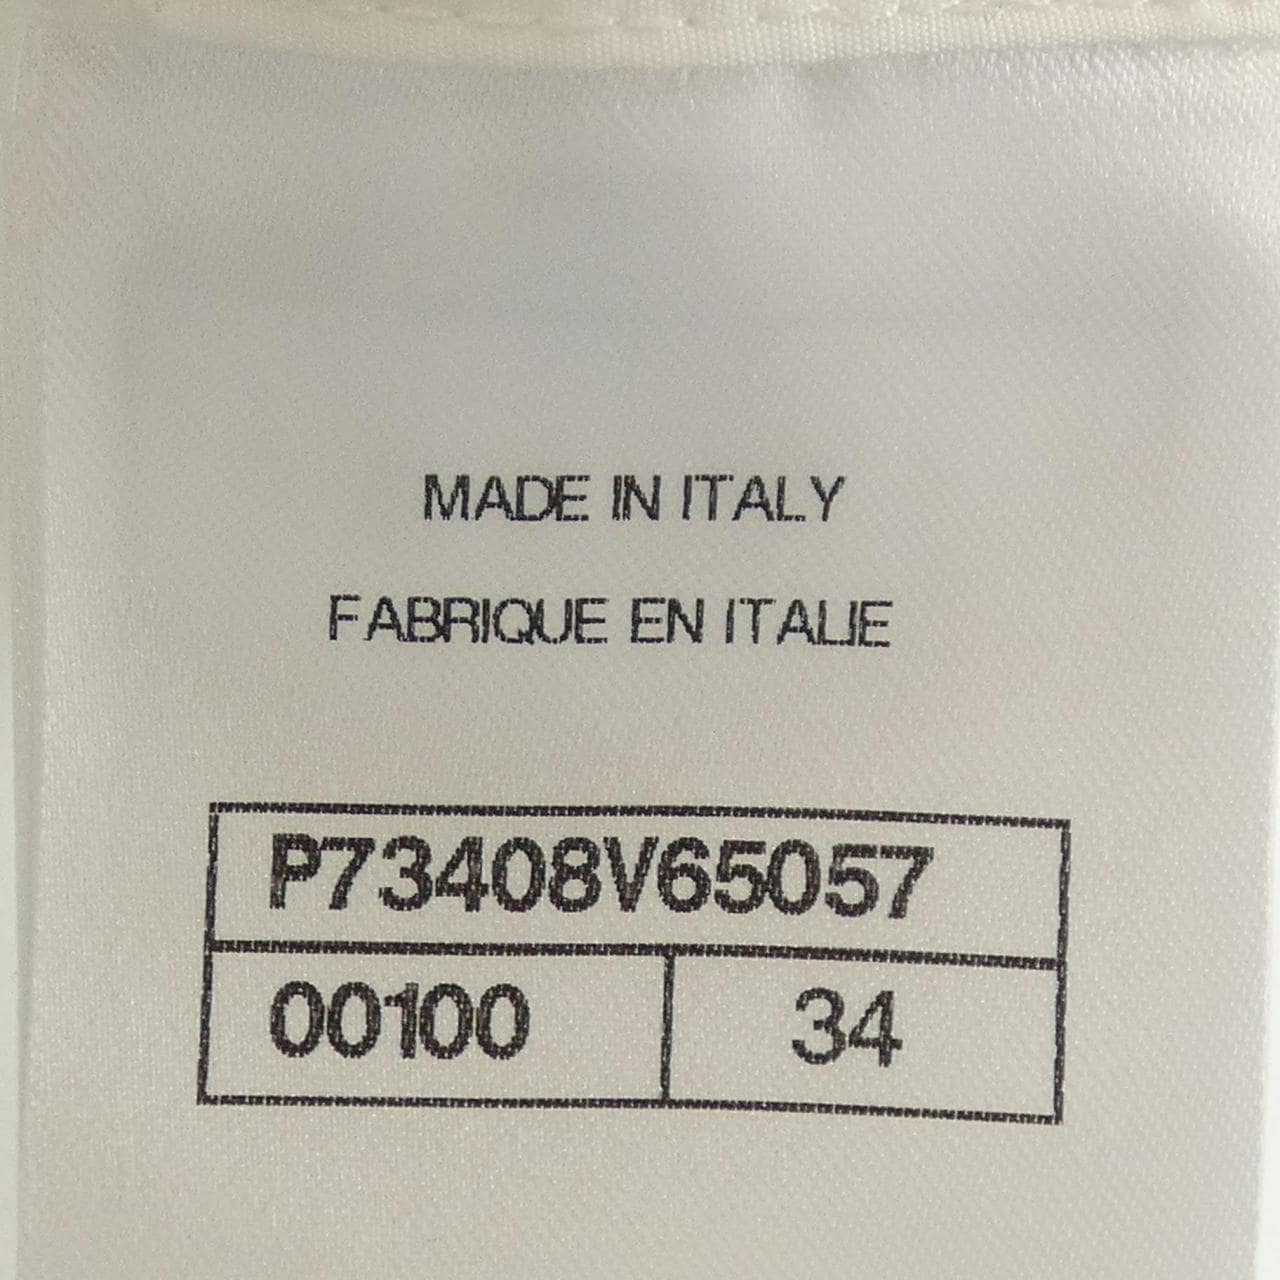 MADE IN ITALY
FABRIQUE EN ITALIE
P73408V65057
00100 34